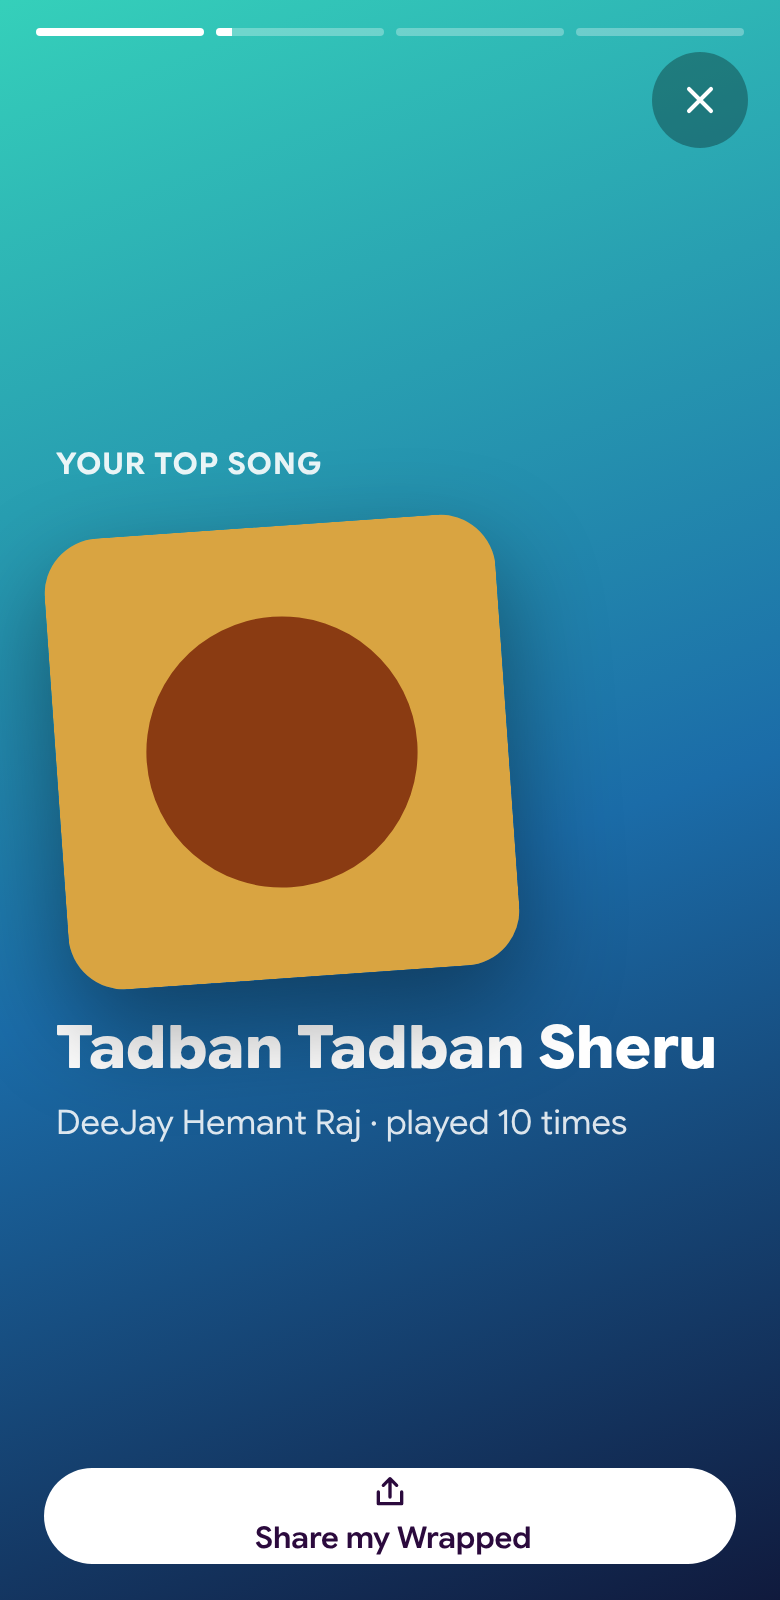 YOUR TOP SONG
Tadban Tadban Sheru
DeeJay Hemant Raj · played 10 times
Share my Wrapped